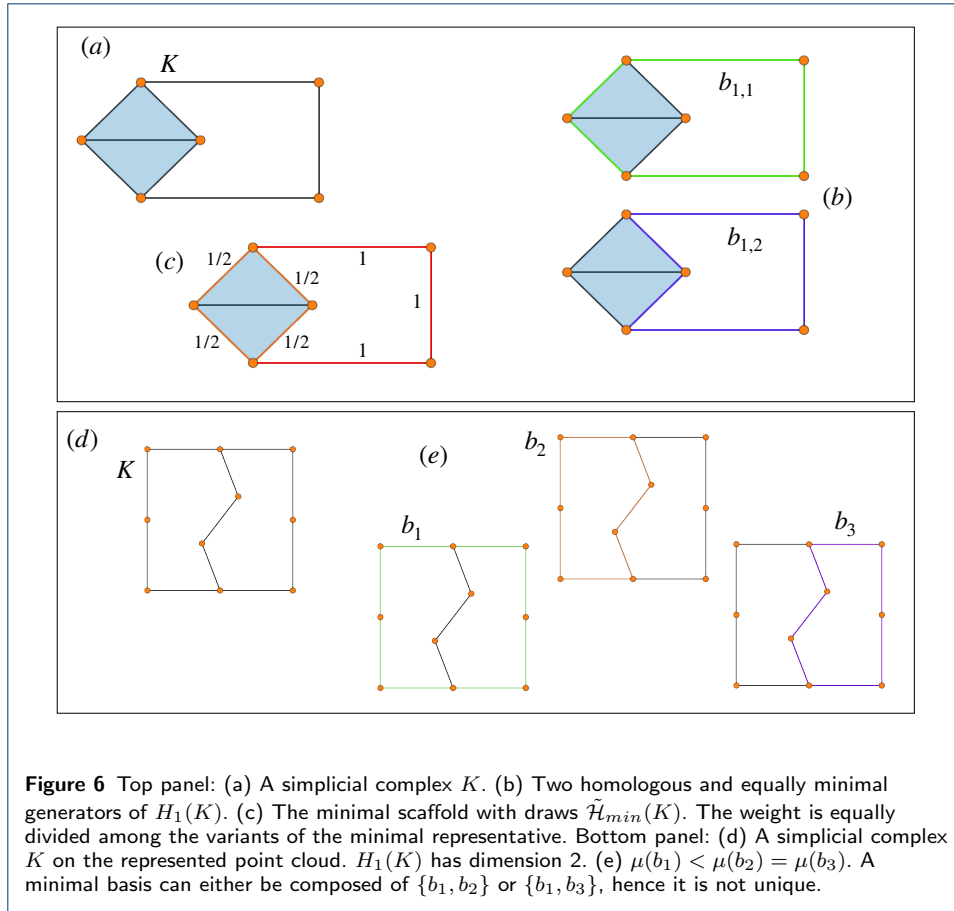 (a)
K
b1,1
(b)
b1,2
(c)
1/2
1/2
1
1
1/2
1/2
1
(d)
K
(e)
b2
b1
b3
Figure 6 Top panel: (a) A simplicial complex K. (b) Two homologous and equally minimal
generators of H₁(K). (c) The minimal scaffold with draws H̃min(K). The weight is equally
divided among the variants of the minimal representative. Bottom panel: (d) A simplicial complex
K on the represented point cloud. H₁(K) has dimension 2. (e) μ(b₁) < μ(b₂) = μ(b₃). A
minimal basis can either be composed of {b₁, b₂} or {b₁, b₃}, hence it is not unique.